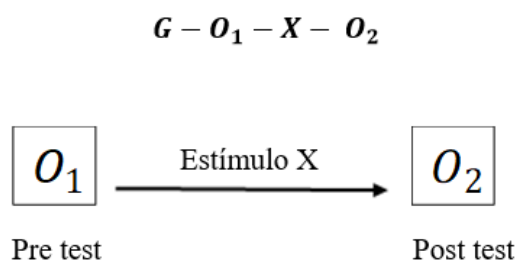 G – O₁ – X – O₂
O₁ Estímulo X O₂
Pre test Post test